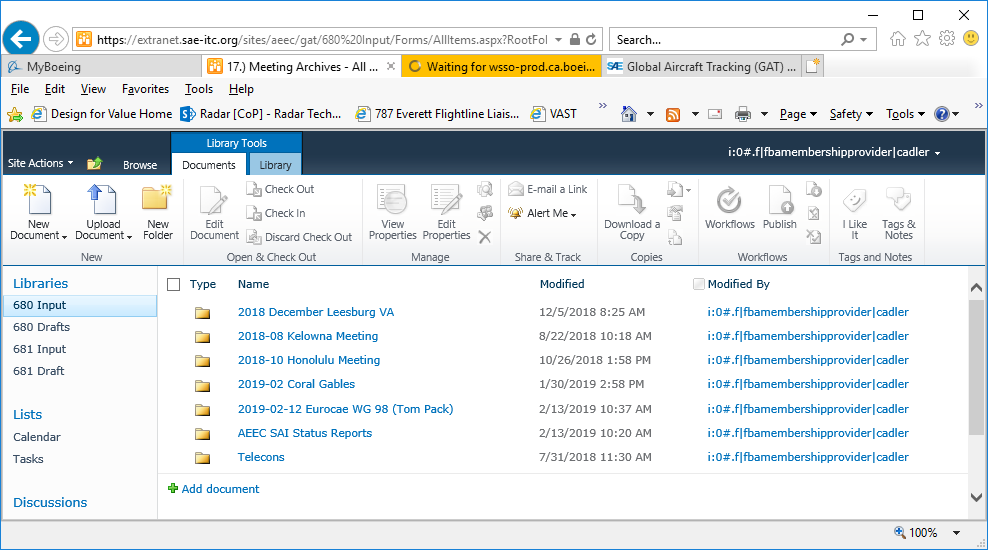 https://extranet.sae-itc.org/sites/aeec/gat/680%20Input/Forms/AllItems.aspx?RootFol
Search...
MyBoeing
17.) Meeting Archives - All ...
Waiting for wsso-prod.ca.boei...
SAE Global Aircraft Tracking (GAT) ...
File Edit View Favorites Tools Help
Design for Value Home
Radar [CoP] - Radar Tech...
787 Everett Flightline Liais...
VAST
Page Safety Tools
Library Tools
Site Actions Browse Documents Library
i:0#.f|fbamembershipprovider|cadler
New Document
Upload Document
New Folder
New
Edit Document
Check Out
Check In
Discard Check Out
Open & Check Out
View Properties
Edit Properties
Manage
E-mail a Link
Alert Me
Share & Track
Download a Copy
Copies
Workflows
Publish
Workflows
I Like It
Tags & Notes
Tags and Notes
Libraries
680 Input
680 Drafts
681 Input
681 Draft
Lists
Calendar
Tasks
Discussions
Type Name Modified Modified By
2018 December Leesburg VA 12/5/2018 8:25 AM i:0#.f|fbamembershipprovider|cadler
2018-08 Kelowna Meeting 8/22/2018 10:18 AM i:0#.f|fbamembershipprovider|cadler
2018-10 Honolulu Meeting 10/26/2018 1:58 PM i:0#.f|fbamembershipprovider|cadler
2019-02 Coral Gables 1/30/2019 2:58 PM i:0#.f|fbamembershipprovider|cadler
2019-02-12 Eurocae WG 98 (Tom Pack) 2/13/2019 10:37 AM i:0#.f|fbamembershipprovider|cadler
AEEC SAI Status Reports 2/13/2019 10:20 AM i:0#.f|fbamembershipprovider|cadler
Telecons 7/31/2018 11:30 AM i:0#.f|fbamembershipprovider|cadler
Add document
100%